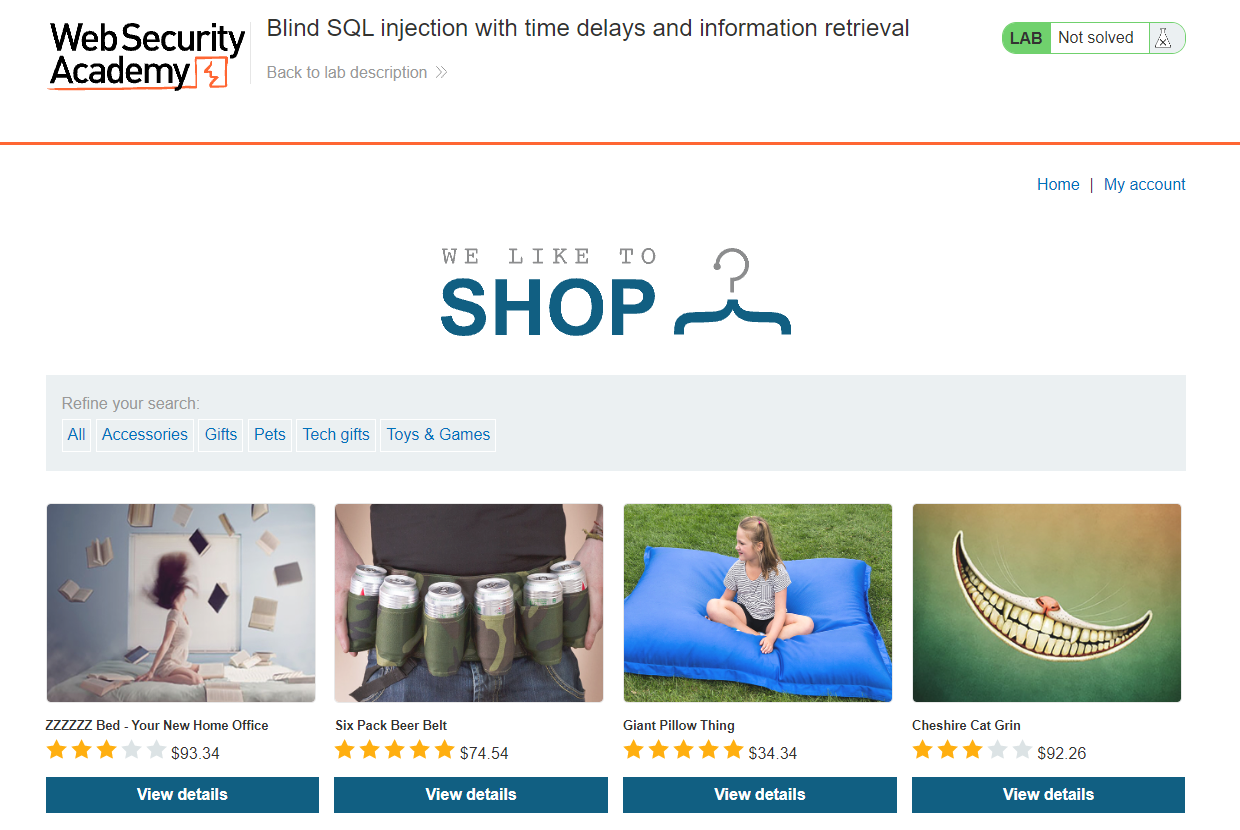 Web Security
Academy
Blind SQL injection with time delays and information retrieval
Back to lab description
LAB Not solved
Home | My account
WE LIKE TO
SHOP
Refine your search:
All Accessories Gifts Pets Tech gifts Toys & Games
ZZZZZZ Bed - Your New Home Office Six Pack Beer Belt Giant Pillow Thing Cheshire Cat Grin
$93.34 $74.54 $34.34 $92.26
View details View details View details View details